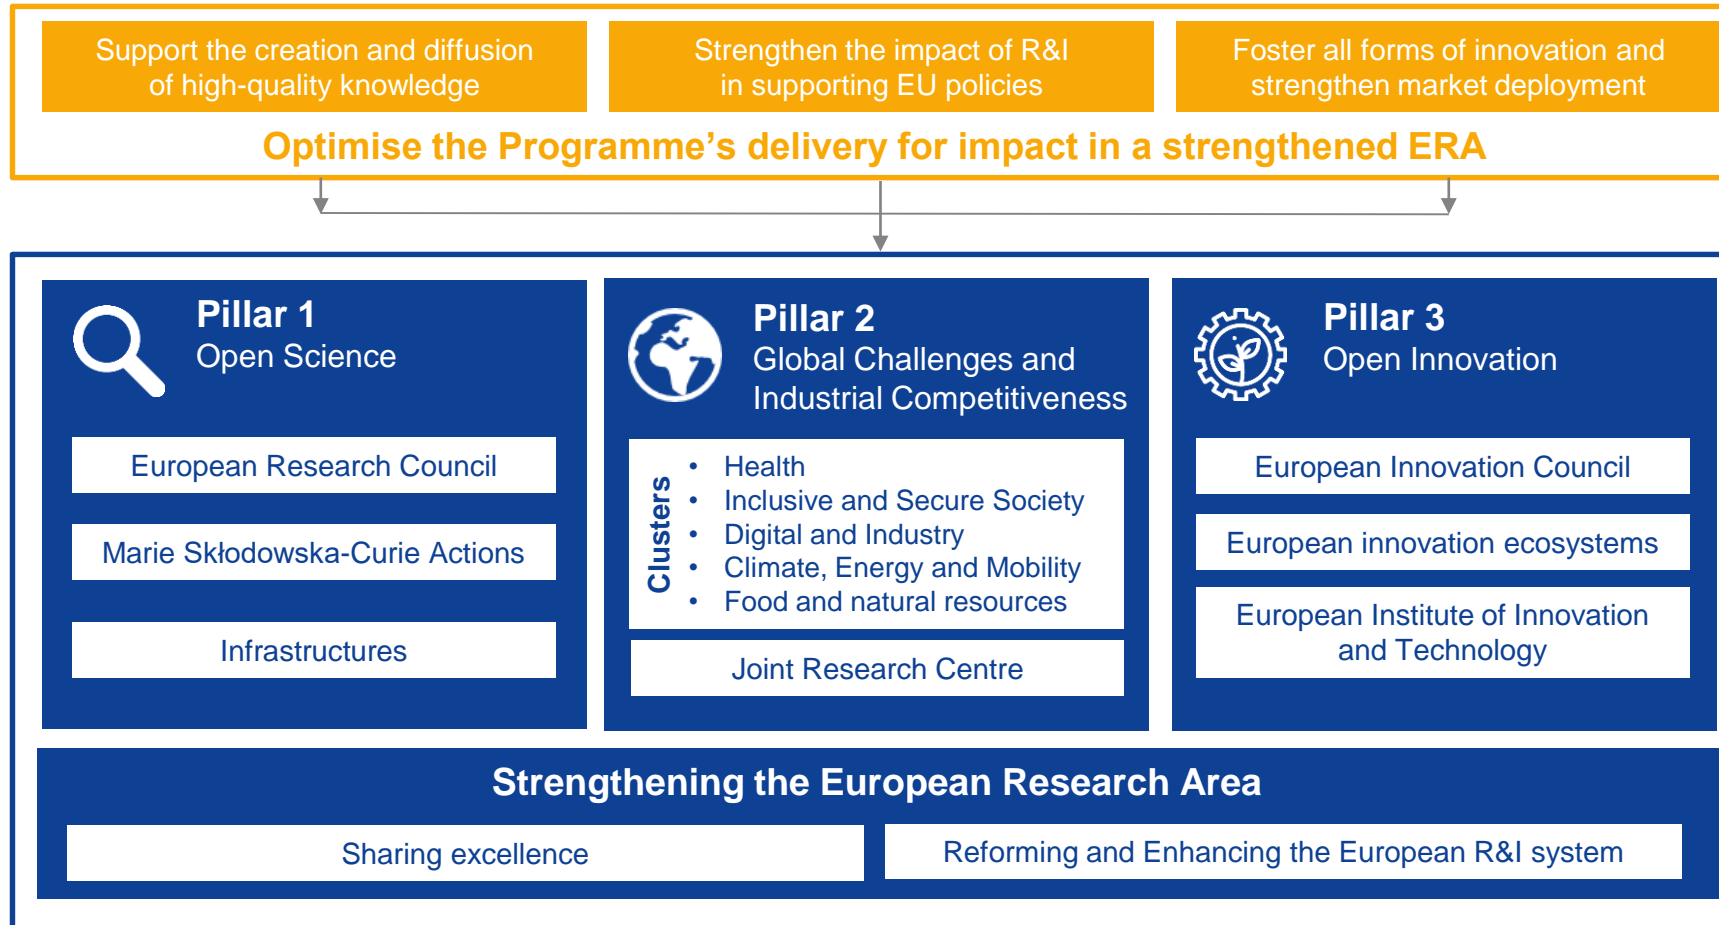 Support the creation and diffusion
of high-quality knowledge
Strengthen the impact of R&I
in supporting EU policies
Foster all forms of innovation and
strengthen market deployment
Optimise the Programme’s delivery for impact in a strengthened ERA
Pillar 1
Open Science
European Research Council
Marie Skłodowska-Curie Actions
Infrastructures
Pillar 2
Global Challenges and
Industrial Competitiveness
Clusters
• Health
• Inclusive and Secure Society
• Digital and Industry
• Climate, Energy and Mobility
• Food and natural resources
Joint Research Centre
Pillar 3
Open Innovation
European Innovation Council
European innovation ecosystems
European Institute of Innovation
and Technology
Strengthening the European Research Area
Sharing excellence
Reforming and Enhancing the European R&I system